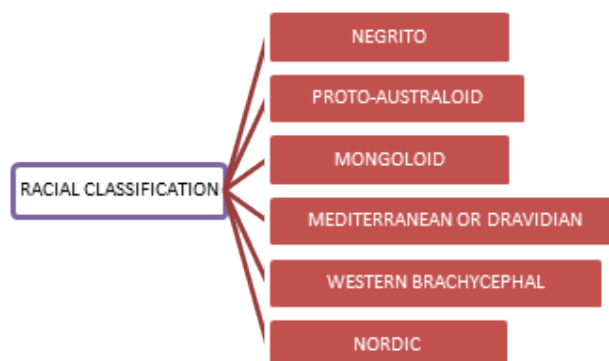 NEGRITO
PROTO-AUSTRALOID
MONGOLOID
RACIAL CLASSIFICATION
MEDITERRANEAN OR DRAVIDIAN
WESTERN BRACHYCEPHAL
NORDIC